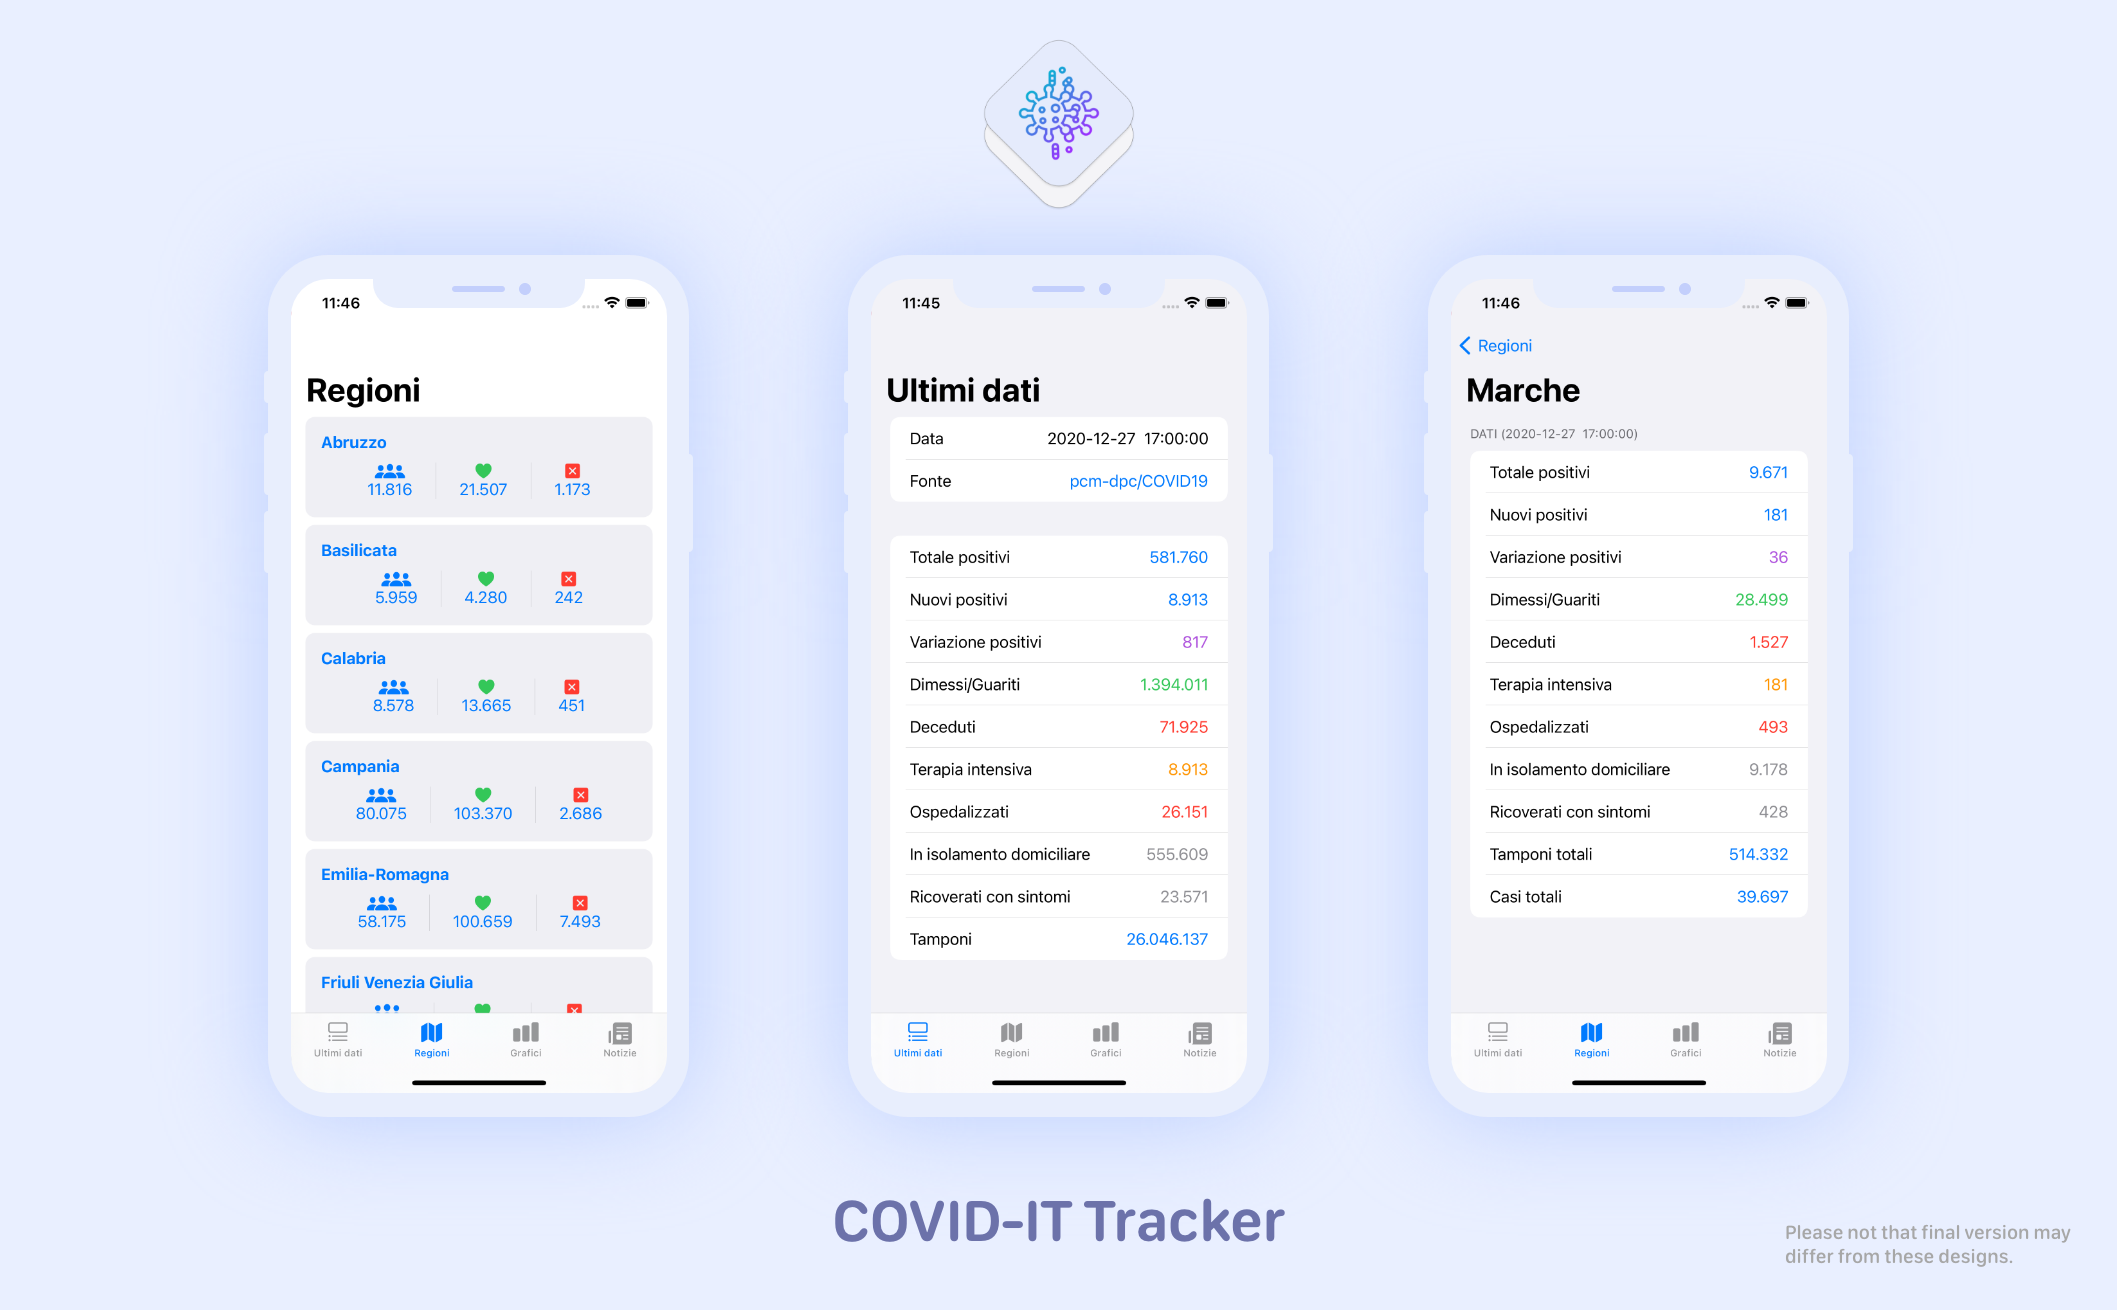 11:46
Regioni
Abruzzo
11.816 21.507 1.173
Basilicata
5.959 4.280 242
Calabria
8.578 13.665 451
Campania
80.075 103.370 2.686
Emilia-Romagna
58.175 100.659 7.493
Friuli Venezia Giulia
Ultimi dati Regioni Grafici Notizie
11:45
Ultimi dati
Data 2020-12-27 17:00:00
Fonte pcm-dpc/COVID19
Totale positivi 581.760
Nuovi positivi 8.913
Variazione positivi 817
Dimessi/Guariti 1.394.011
Deceduti 71.925
Terapia intensiva 8.913
Ospedalizzati 26.151
In isolamento domiciliare 555.609
Ricoverati con sintomi 23.571
Tamponi 26.046.137
Ultimi dati Regioni Grafici Notizie
11:46
Regioni
Marche
DATI (2020-12-27 17:00:00)
Totale positivi 9.671
Nuovi positivi 181
Variazione positivi 36
Dimessi/Guariti 28.499
Deceduti 1.527
Terapia intensiva 181
Ospedalizzati 493
In isolamento domiciliare 9.178
Ricoverati con sintomi 428
Tamponi totali 514.332
Casi totali 39.697
Ultimi dati Regioni Grafici Notizie
COVID-IT Tracker
Please not that final version may
differ from these designs.